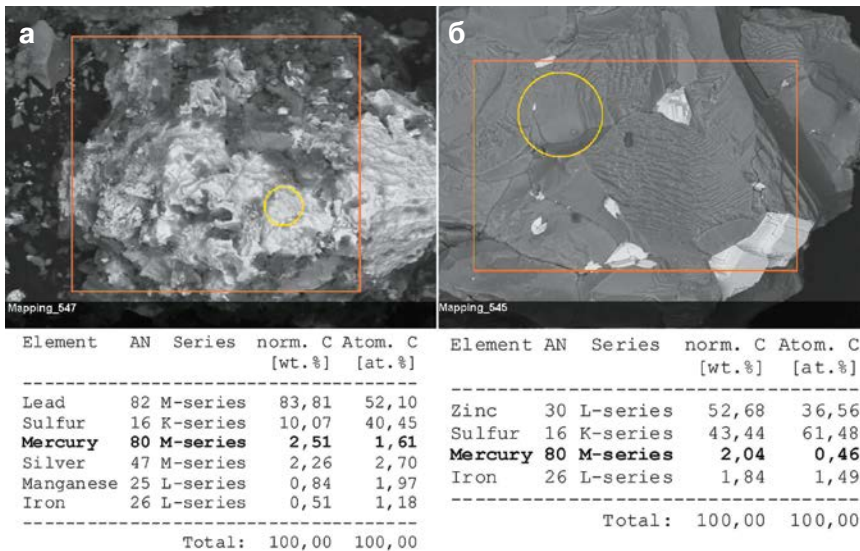 а
б
Mapping_547
Mapping_545
Element AN Series norm. C Atom. C
[wt.%] [at.%]
Lead 82 M-series 83,81 52,10
Sulfur 16 K-series 10,07 40,45
Mercury 80 M-series 2,51 1,61
Silver 47 M-series 2,26 2,70
Manganese 25 L-series 0,84 1,97
Iron 26 L-series 0,51 1,18
Total: 100,00 100,00
Element AN Series norm. C Atom. C
[wt.%] [at.%]
Zinc 30 L-series 52,68 36,56
Sulfur 16 K-series 43,44 61,48
Mercury 80 M-series 2,04 0,46
Iron 26 L-series 1,84 1,49
Total: 100,00 100,00